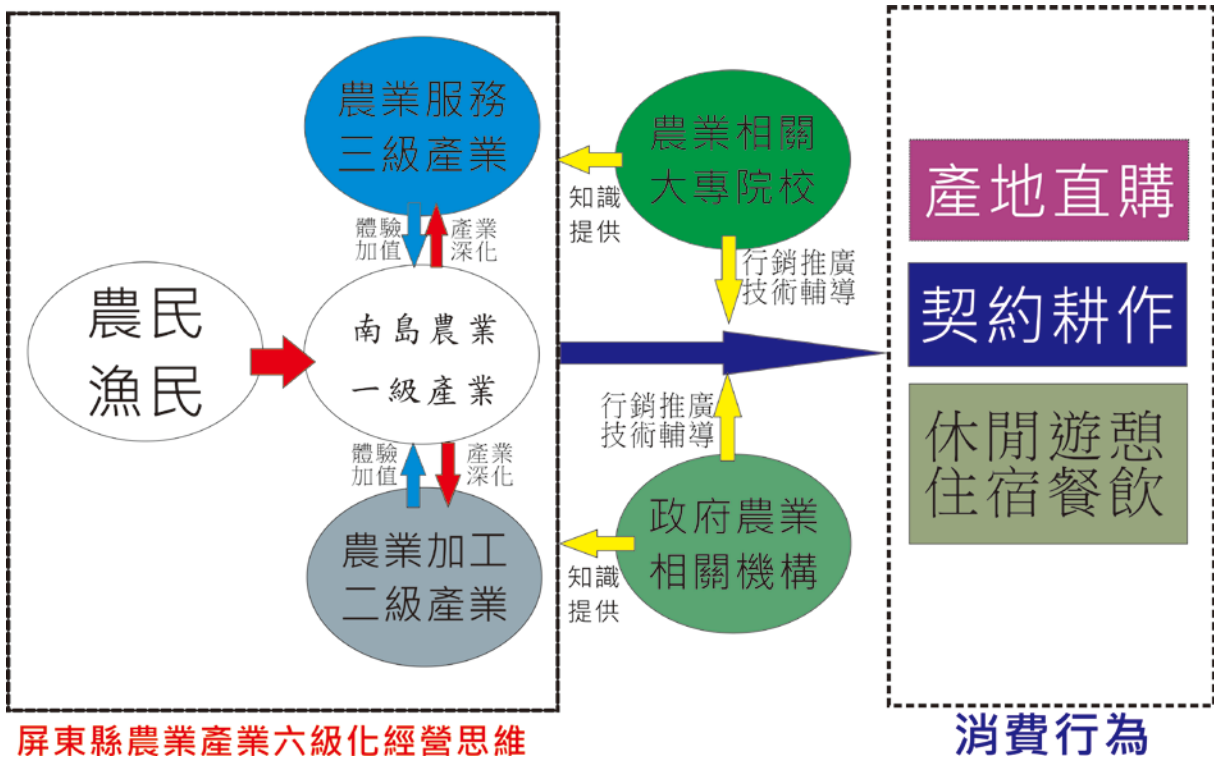 農業服務
三級產業
體驗
加值
產業
深化
農民
漁民
南島農業
一級產業
體驗
加值
產業
深化
農業加工
二級產業
屏東縣農業產業六級化經營思維
農業相關
大專院校
知識
提供
行銷推廣
技術輔導
行銷推廣
技術輔導
政府農業
相關機構
知識
提供
產地直購
契約耕作
休閒遊憩
住宿餐飲
消費行為